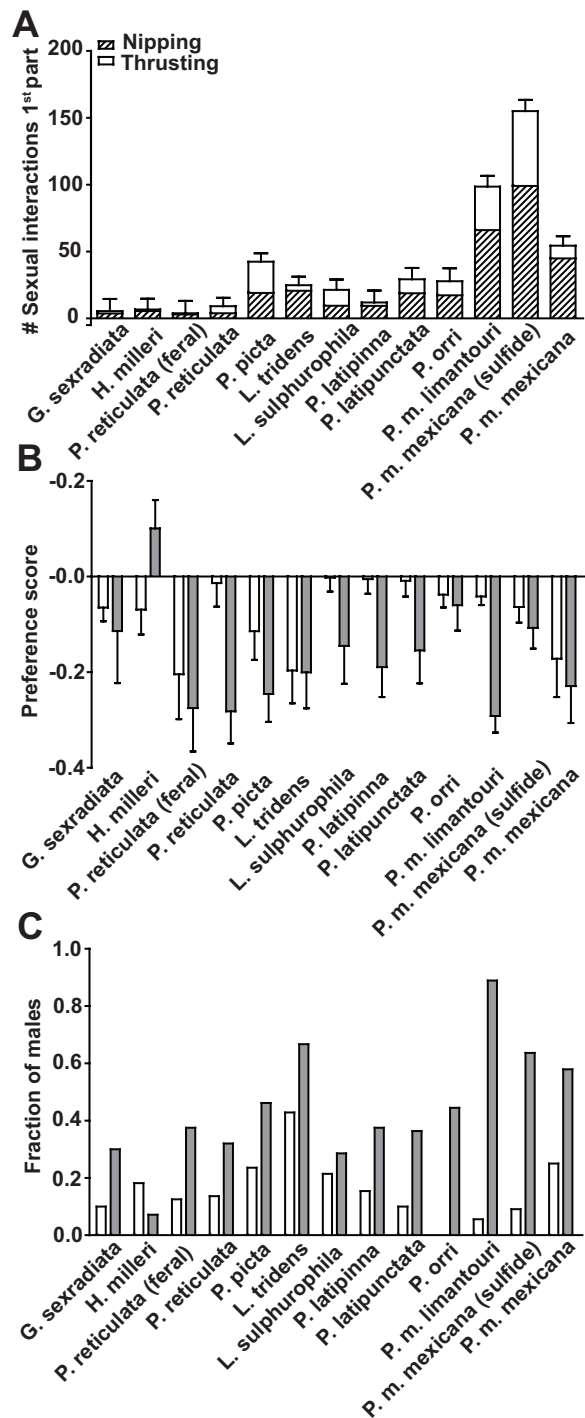 A
Nipping
Thrusting
# Sexual interactions 1st part
200
150
100
50
0
G. sexradiata
H. milleri
P. reticulata (feral)
P. reticulata
P. picta
L. tridens
L. sulphurophila
P. latipinna
P. latipunctata
P. orri
P. m. limantouri
P. m. mexicana (sulfide)
P. m. mexicana
B
Preference score
-0.2
-0.0
-0.2
-0.4
G. sexradiata
H. milleri
P. reticulata (feral)
P. reticulata
P. picta
L. tridens
L. sulphurophila
P. latipinna
P. latipunctata
P. orri
P. m. limantouri
P. m. mexicana (sulfide)
P. m. mexicana
C
Fraction of males
1.0
0.8
0.6
0.4
0.2
0.0
G. sexradiata
H. milleri
P. reticulata (feral)
P. reticulata
P. picta
L. tridens
L. sulphurophila
P. latipinna
P. latipunctata
P. orri
P. m. limantouri
P. m. mexicana (sulfide)
P. m. mexicana